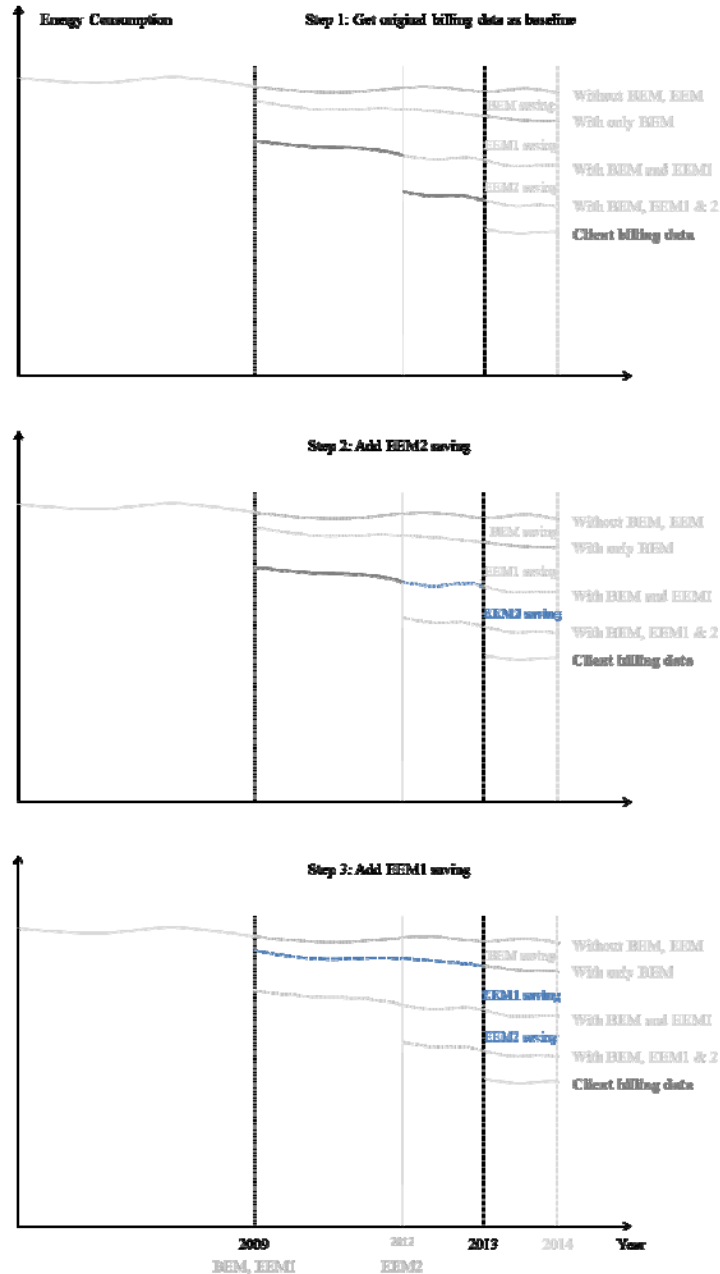 Energy Consumption
Step 1: Get original billing data as baseline
Without BEM, EEM
BEM saving
With only BEM
EEM1 saving
With BEM and EEM1
EEM2 saving
With BEM, EEM1 & 2
Client billing data
Step 2: Add EEM2 saving
Without BEM, EEM
BEM saving
With only BEM
EEM1 saving
With BEM and EEM1
EEM2 saving
With BEM, EEM1 & 2
Client billing data
Step 3: Add EEM1 saving
Without BEM, EEM
BEM saving
With only BEM
EEM1 saving
With BEM and EEM1
EEM2 saving
With BEM, EEM1 & 2
Client billing data
2009 2012 2013 2014 Year
BEM, EEM1 EEM2